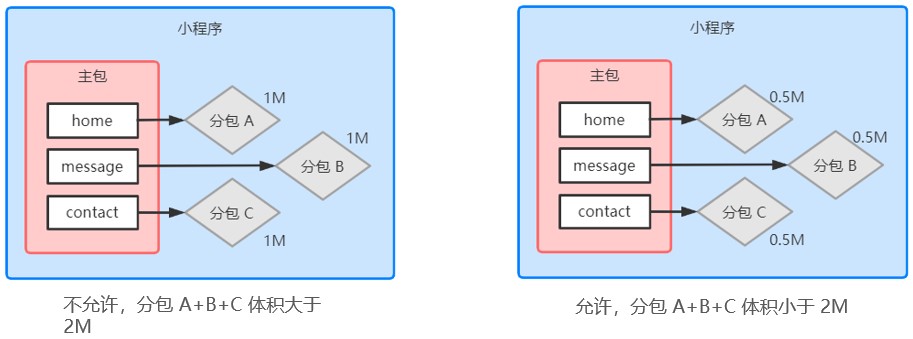 小程序
主包
home
分包 A
1M
message
分包 B
1M
contact
分包 C
1M
不允许，分包 A+B+C 体积大于
2M
小程序
主包
home
分包 A
0.5M
message
分包 B
0.5M
contact
分包 C
0.5M
允许，分包 A+B+C 体积小于 2M